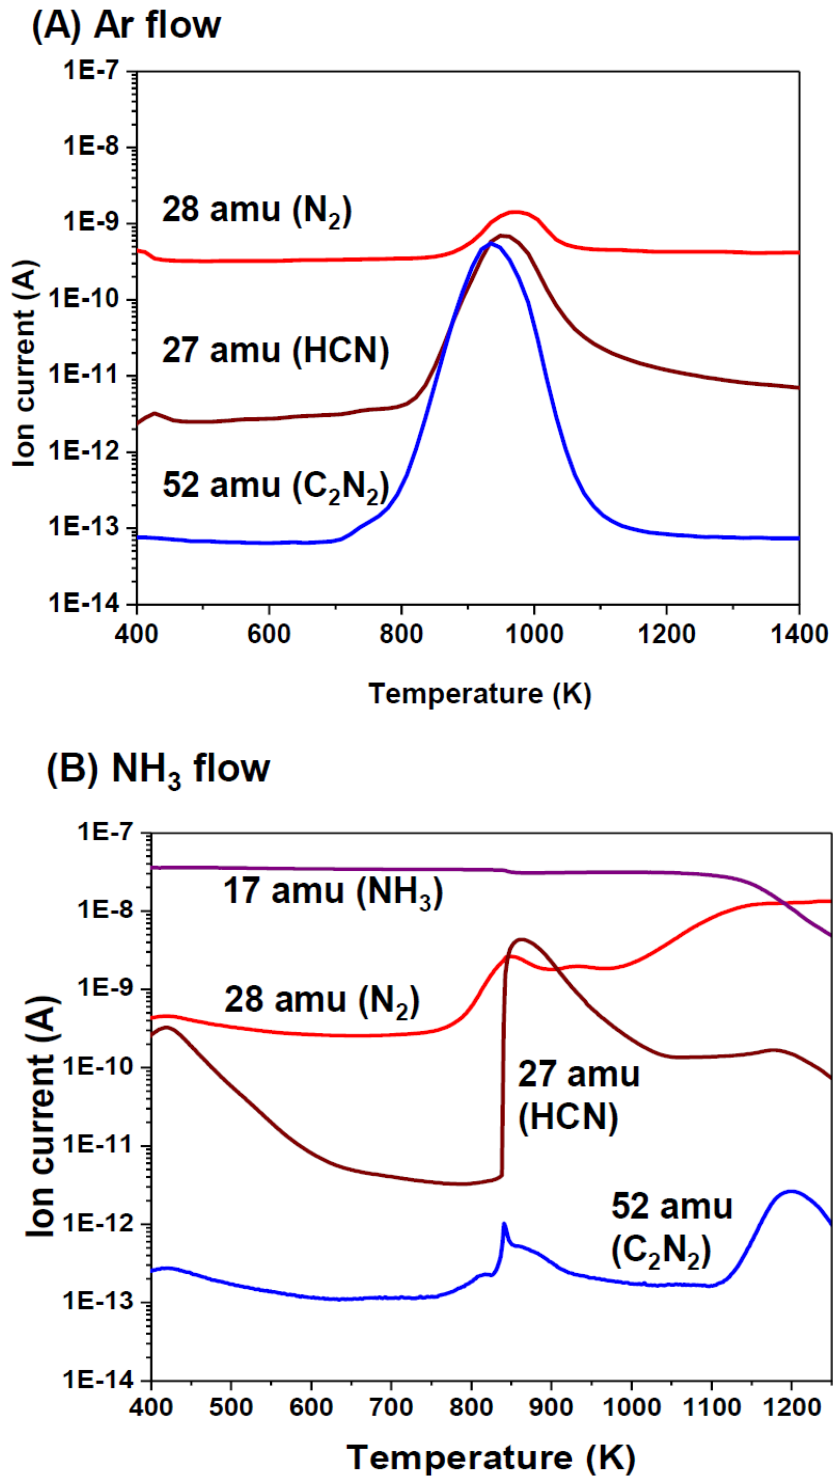 (A) Ar flow
1E-7
1E-8
28 amu (N₂)
1E-9
1E-10
Ion current (A)
27 amu (HCN)
1E-11
1E-12
52 amu (C₂N₂)
1E-13
1E-14
400 600 800 1000 1200 1400
Temperature (K)
(B) NH₃ flow
1E-7
17 amu (NH₃)
1E-8
28 amu (N₂)
1E-9
1E-10
27 amu
(HCN)
Ion current (A)
1E-11
1E-12
52 amu
(C₂N₂)
1E-13
1E-14
400 500 600 700 800 900 1000 1100 1200
Temperature (K)